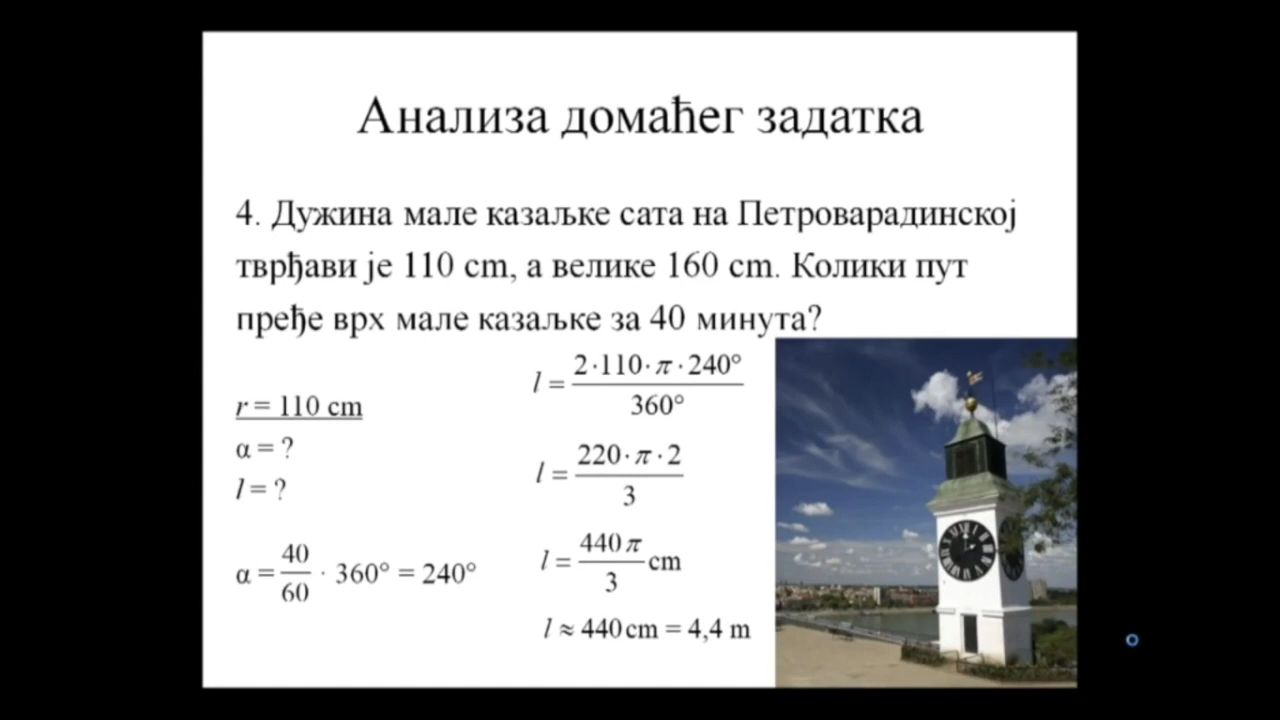 Анализа домаћег задатка
4. Дужина мале казаљке сата на Петроварадинској
тврђави је 110 cm, а велике 160 cm. Колики пут
пређе врх мале казаљке за 40 минута?
r = 110 cm
α = ?
l = ?
α = 40/60 · 360° = 240°
l = 2·110·π·240°/360°
l = 220·π·2/3
l = 440π/3 cm
l ≈ 440 cm = 4,4 m